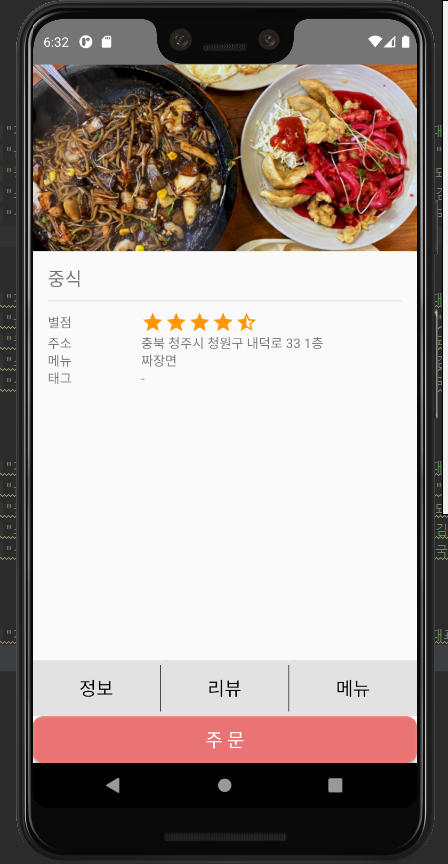 6:32
중식
별점
주소 충북 청주시 청원구 내덕로 33 1층
메뉴 짜장면
태그 -
정보 리뷰 메뉴
주 문